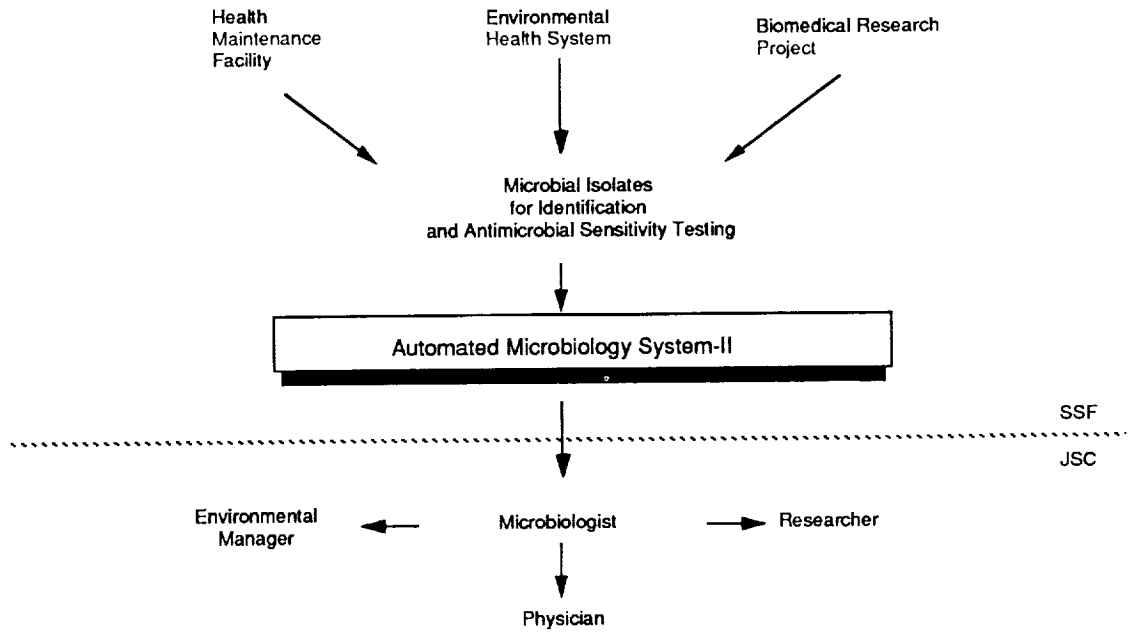 Health
Maintenance
Facility
Environmental
Health System
Biomedical Research
Project
Microbial Isolates
for Identification
and Antimicrobial Sensitivity Testing
Automated Microbiology System-II
SSF
JSC
Environmental
Manager
Microbiologist
Researcher
Physician